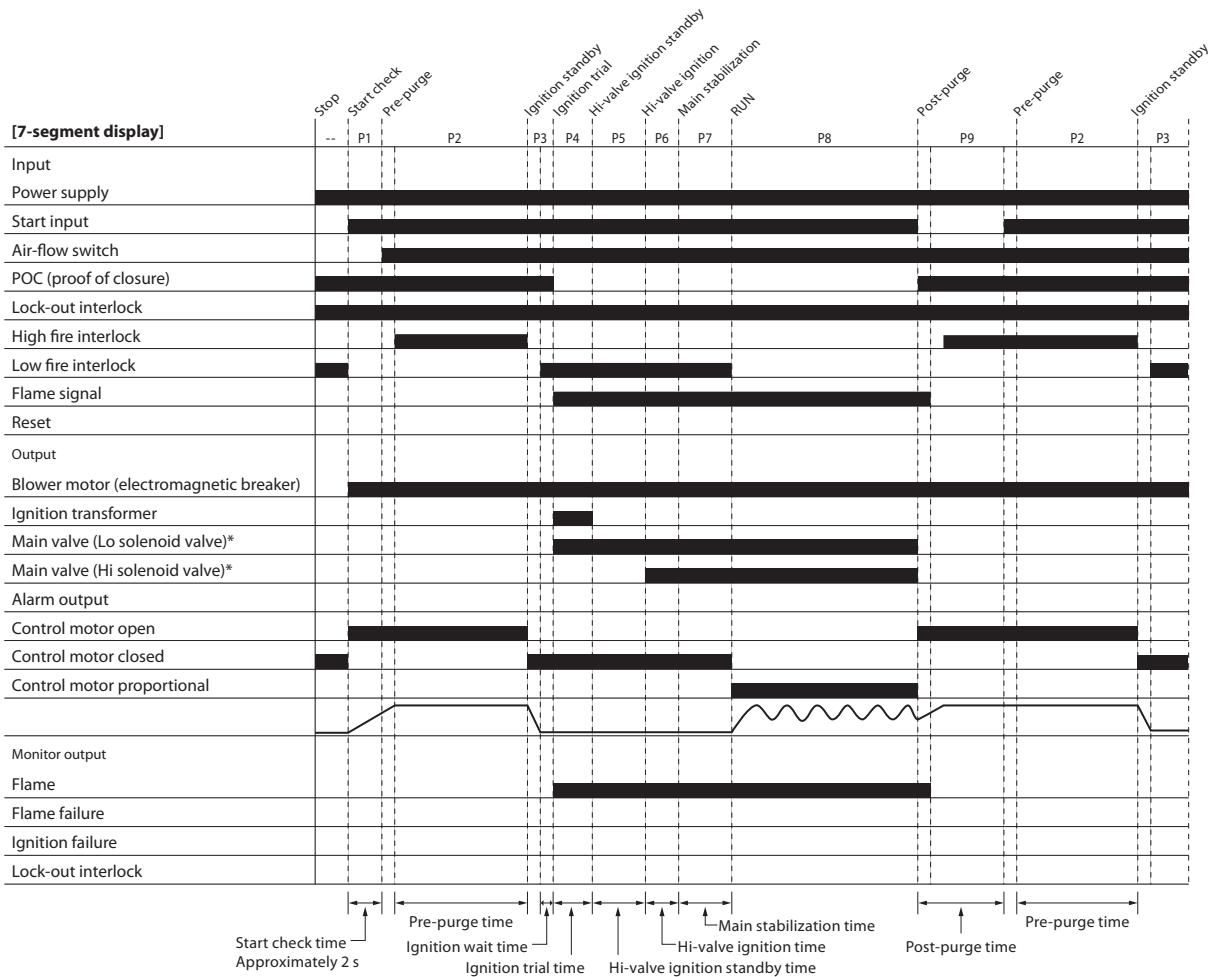 Stop
Start check
Pre-purge
Ignition standby
Ignition trial
Hi-valve ignition standby
Hi-valve ignition
Main stabilization
RUN
Post-purge
Pre-purge
Ignition standby
[7-segment display] -- P1 P2 P3 P4 P5 P6 P7 P8 P9 P2 P3
Input
Power supply
Start input
Air-flow switch
POC (proof of closure)
Lock-out interlock
High fire interlock
Low fire interlock
Flame signal
Reset
Output
Blower motor (electromagnetic breaker)
Ignition transformer
Main valve (Lo solenoid valve)*
Main valve (Hi solenoid valve)*
Alarm output
Control motor open
Control motor closed
Control motor proportional
Monitor output
Flame
Flame failure
Ignition failure
Lock-out interlock
Start check time
Approximately 2 s
Pre-purge time
Ignition wait time
Ignition trial time
Hi-valve ignition standby time
Hi-valve ignition time
Main stabilization time
Post-purge time
Pre-purge time